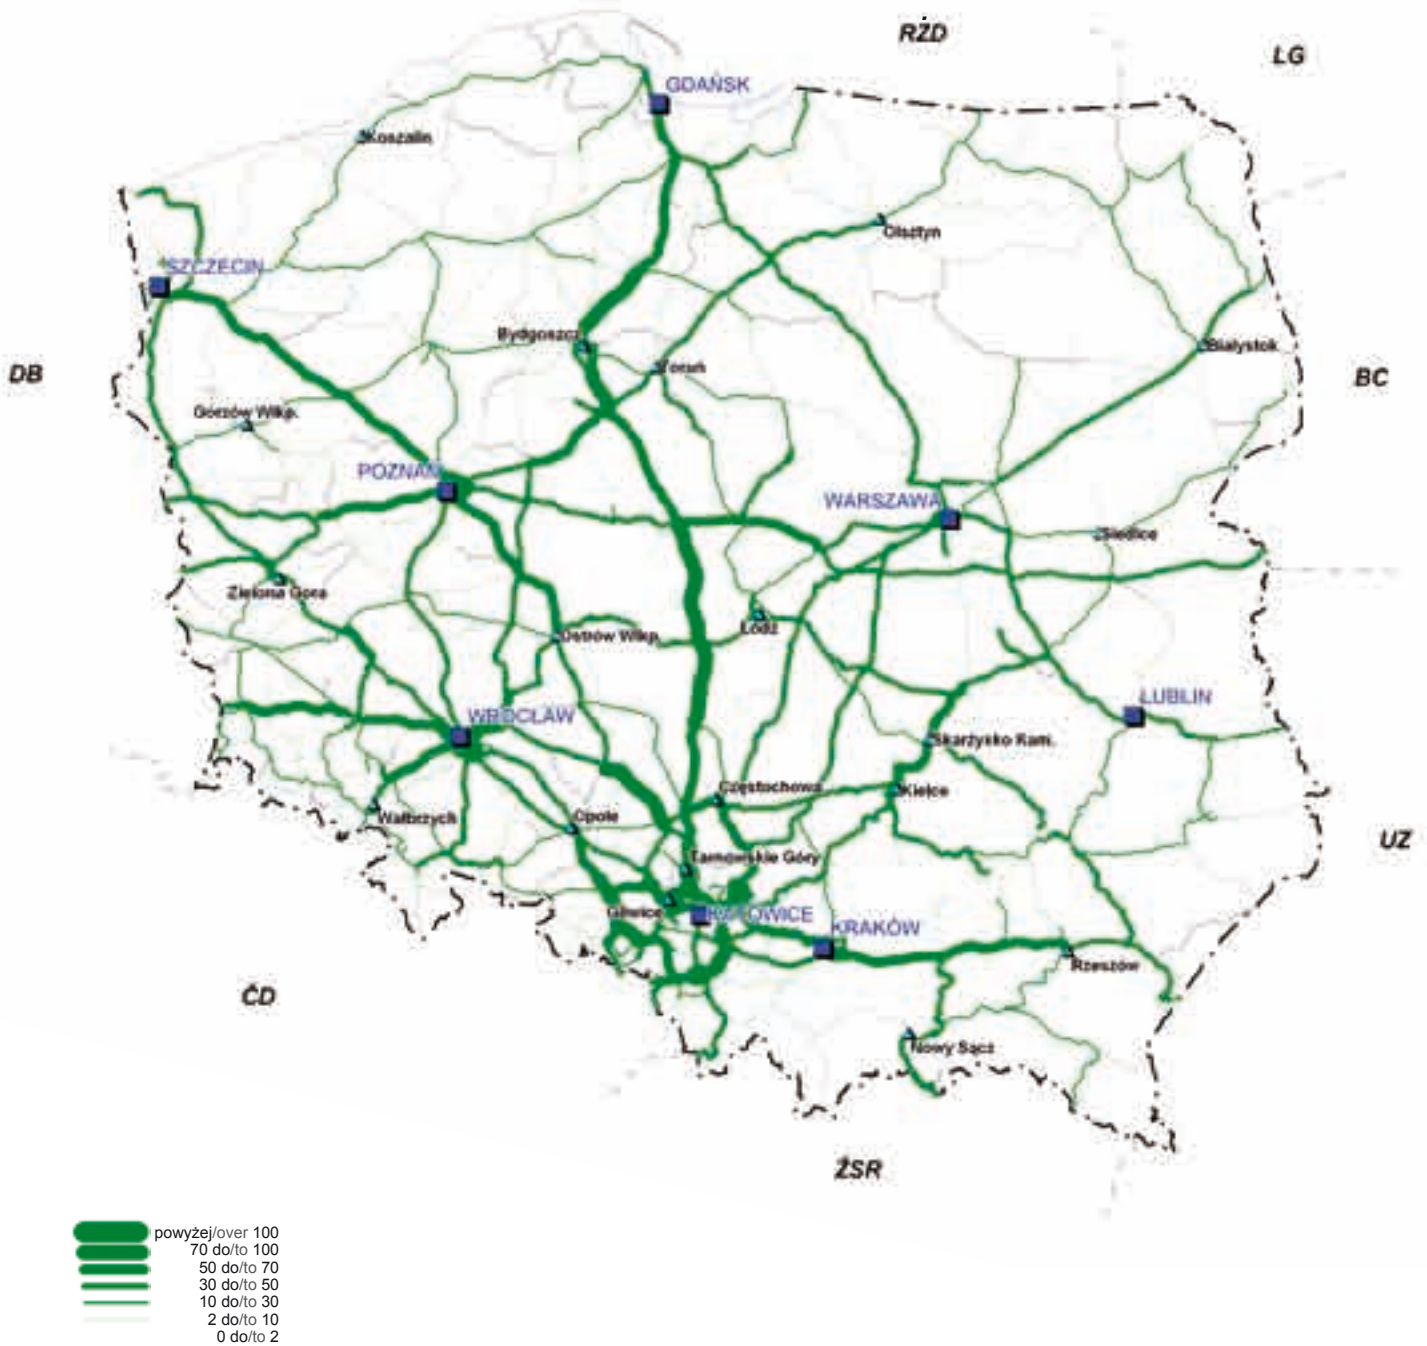 RŻD
LG
GDAŃSK
Koszalin
Olsztyn
SZCZECIN
Bydgoszcz
Toruń
Białystok
DB
BC
Gorzów Wlkp.
POZNAŃ
WARSZAWA
Siedlce
Zielona Góra
Łódź
Ostrów Wlkp.
LUBLIN
WROCŁAW
Skarżysko Kam.
Częstochowa
Kielce
Wałbrzych
Opole
UZ
Tarnowskie Góry
Gliwice
KATOWICE
KRAKÓW
Rzeszów
ČD
Nowy Sącz
ŽSR
powyżej/over 100
70 do/to 100
50 do/to 70
30 do/to 50
10 do/to 30
2 do/to 10
0 do/to 2